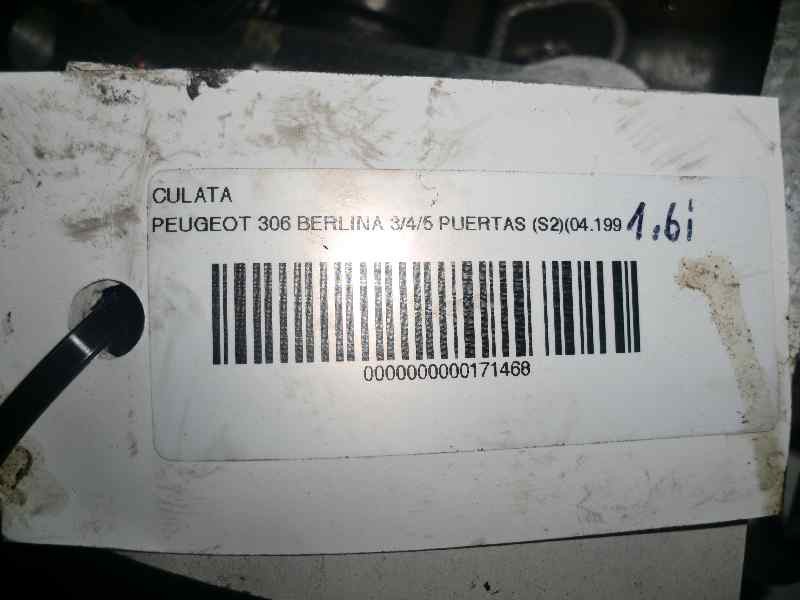 CULATA
PEUGEOT 306 BERLINA 3/4/5 PUERTAS (S2)(04.199 1.6i
0000000000171468